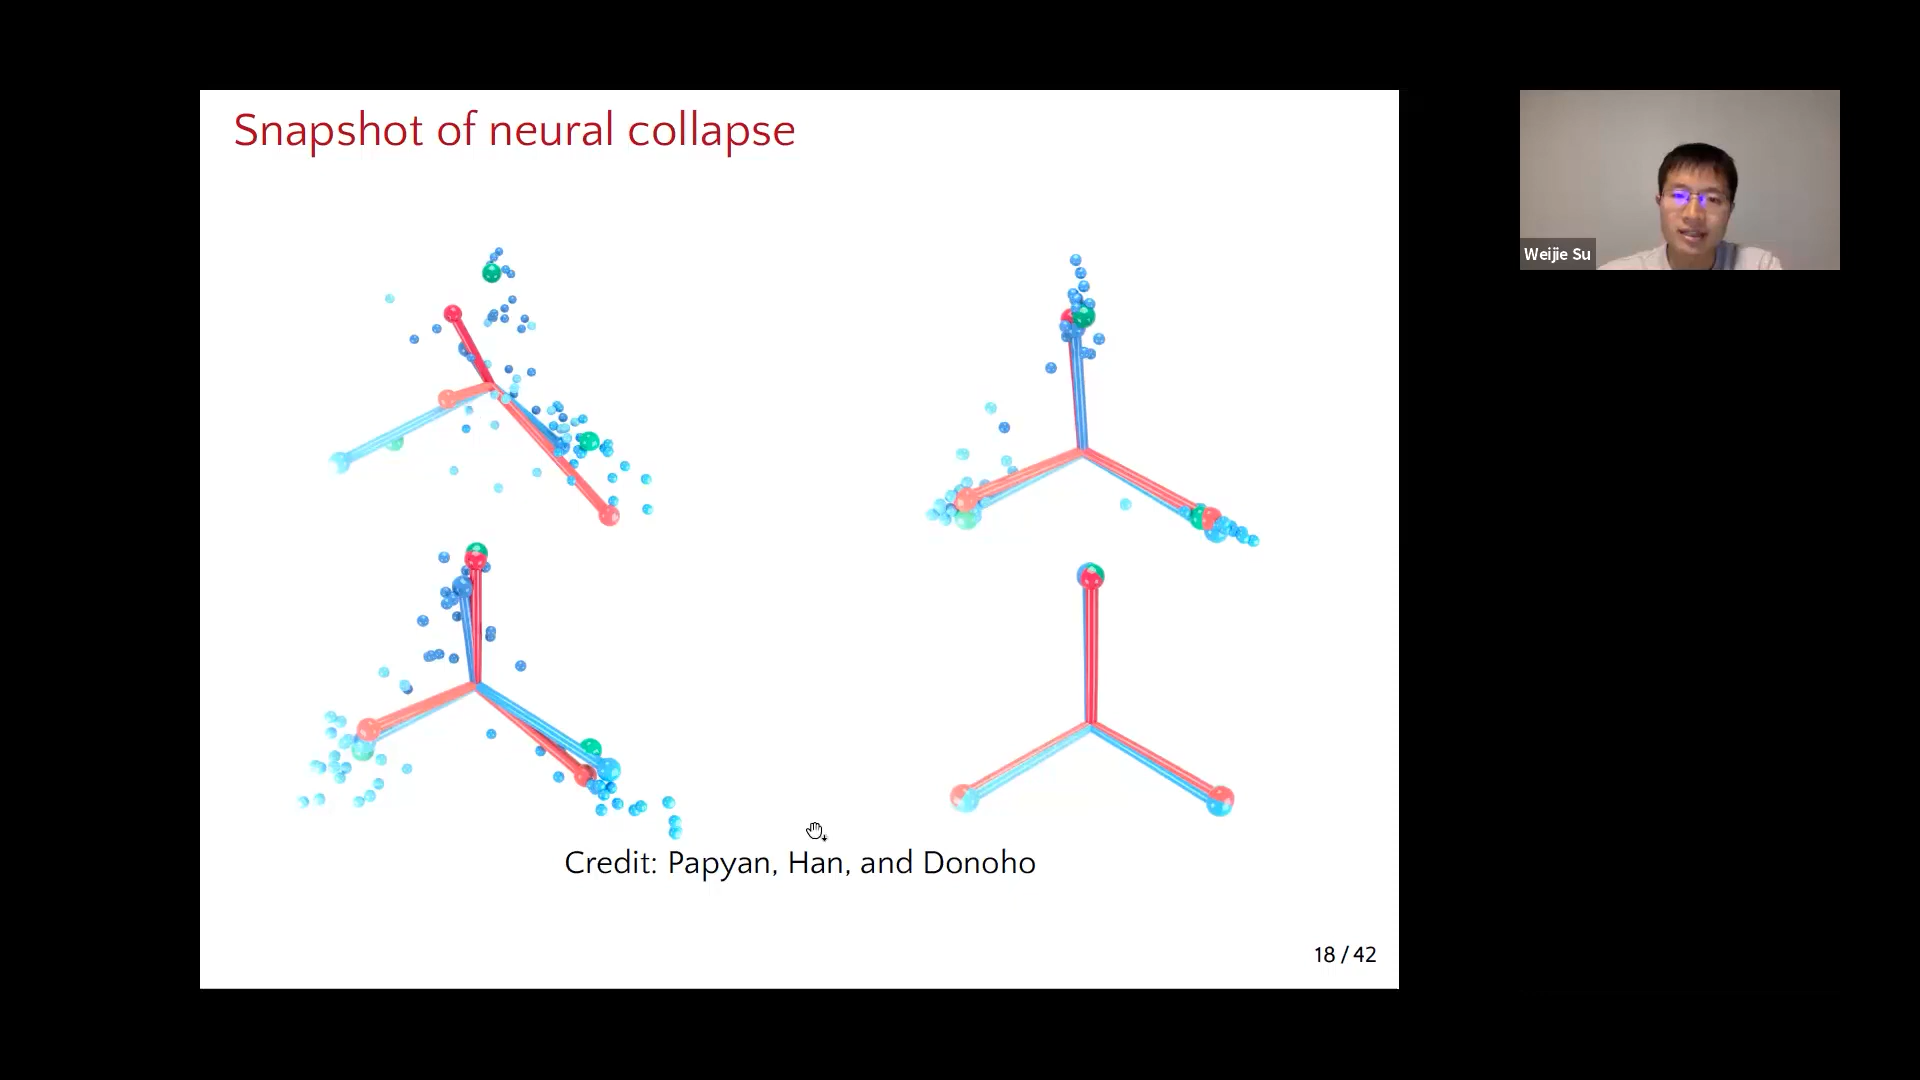 Snapshot of neural collapse
Weijie Su
Credit: Papyan, Han, and Donoho
18 / 42